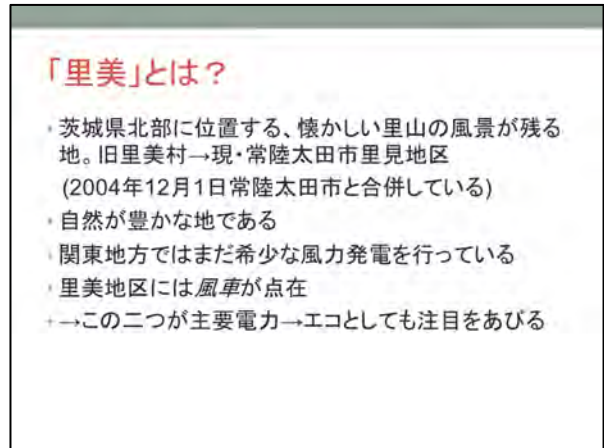 「里美」とは？
茨城県北部に位置する、懐かしい里山の風景が残る
地。旧里美村→現・常陸太田市里見地区
(2004年12月1日常陸太田市と合併している)
自然が豊かな地である
関東地方ではまだ希少な風力発電を行っている
里美地区には風車が点在
→この二つが主要電力→エコとしても注目をあびる